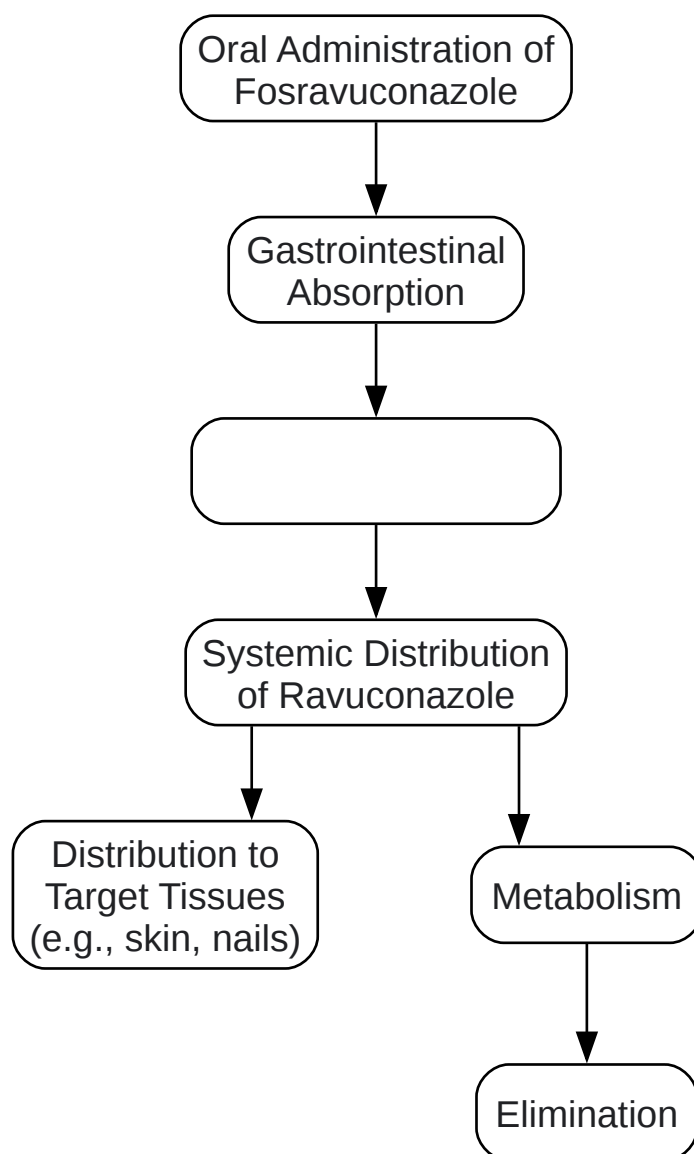 Oral Administration of
Fosravuconazole
Gastrointestinal
Absorption
Systemic Distribution
of Ravuconazole
Distribution to
Target Tissues
(e.g., skin, nails)
Metabolism
Elimination